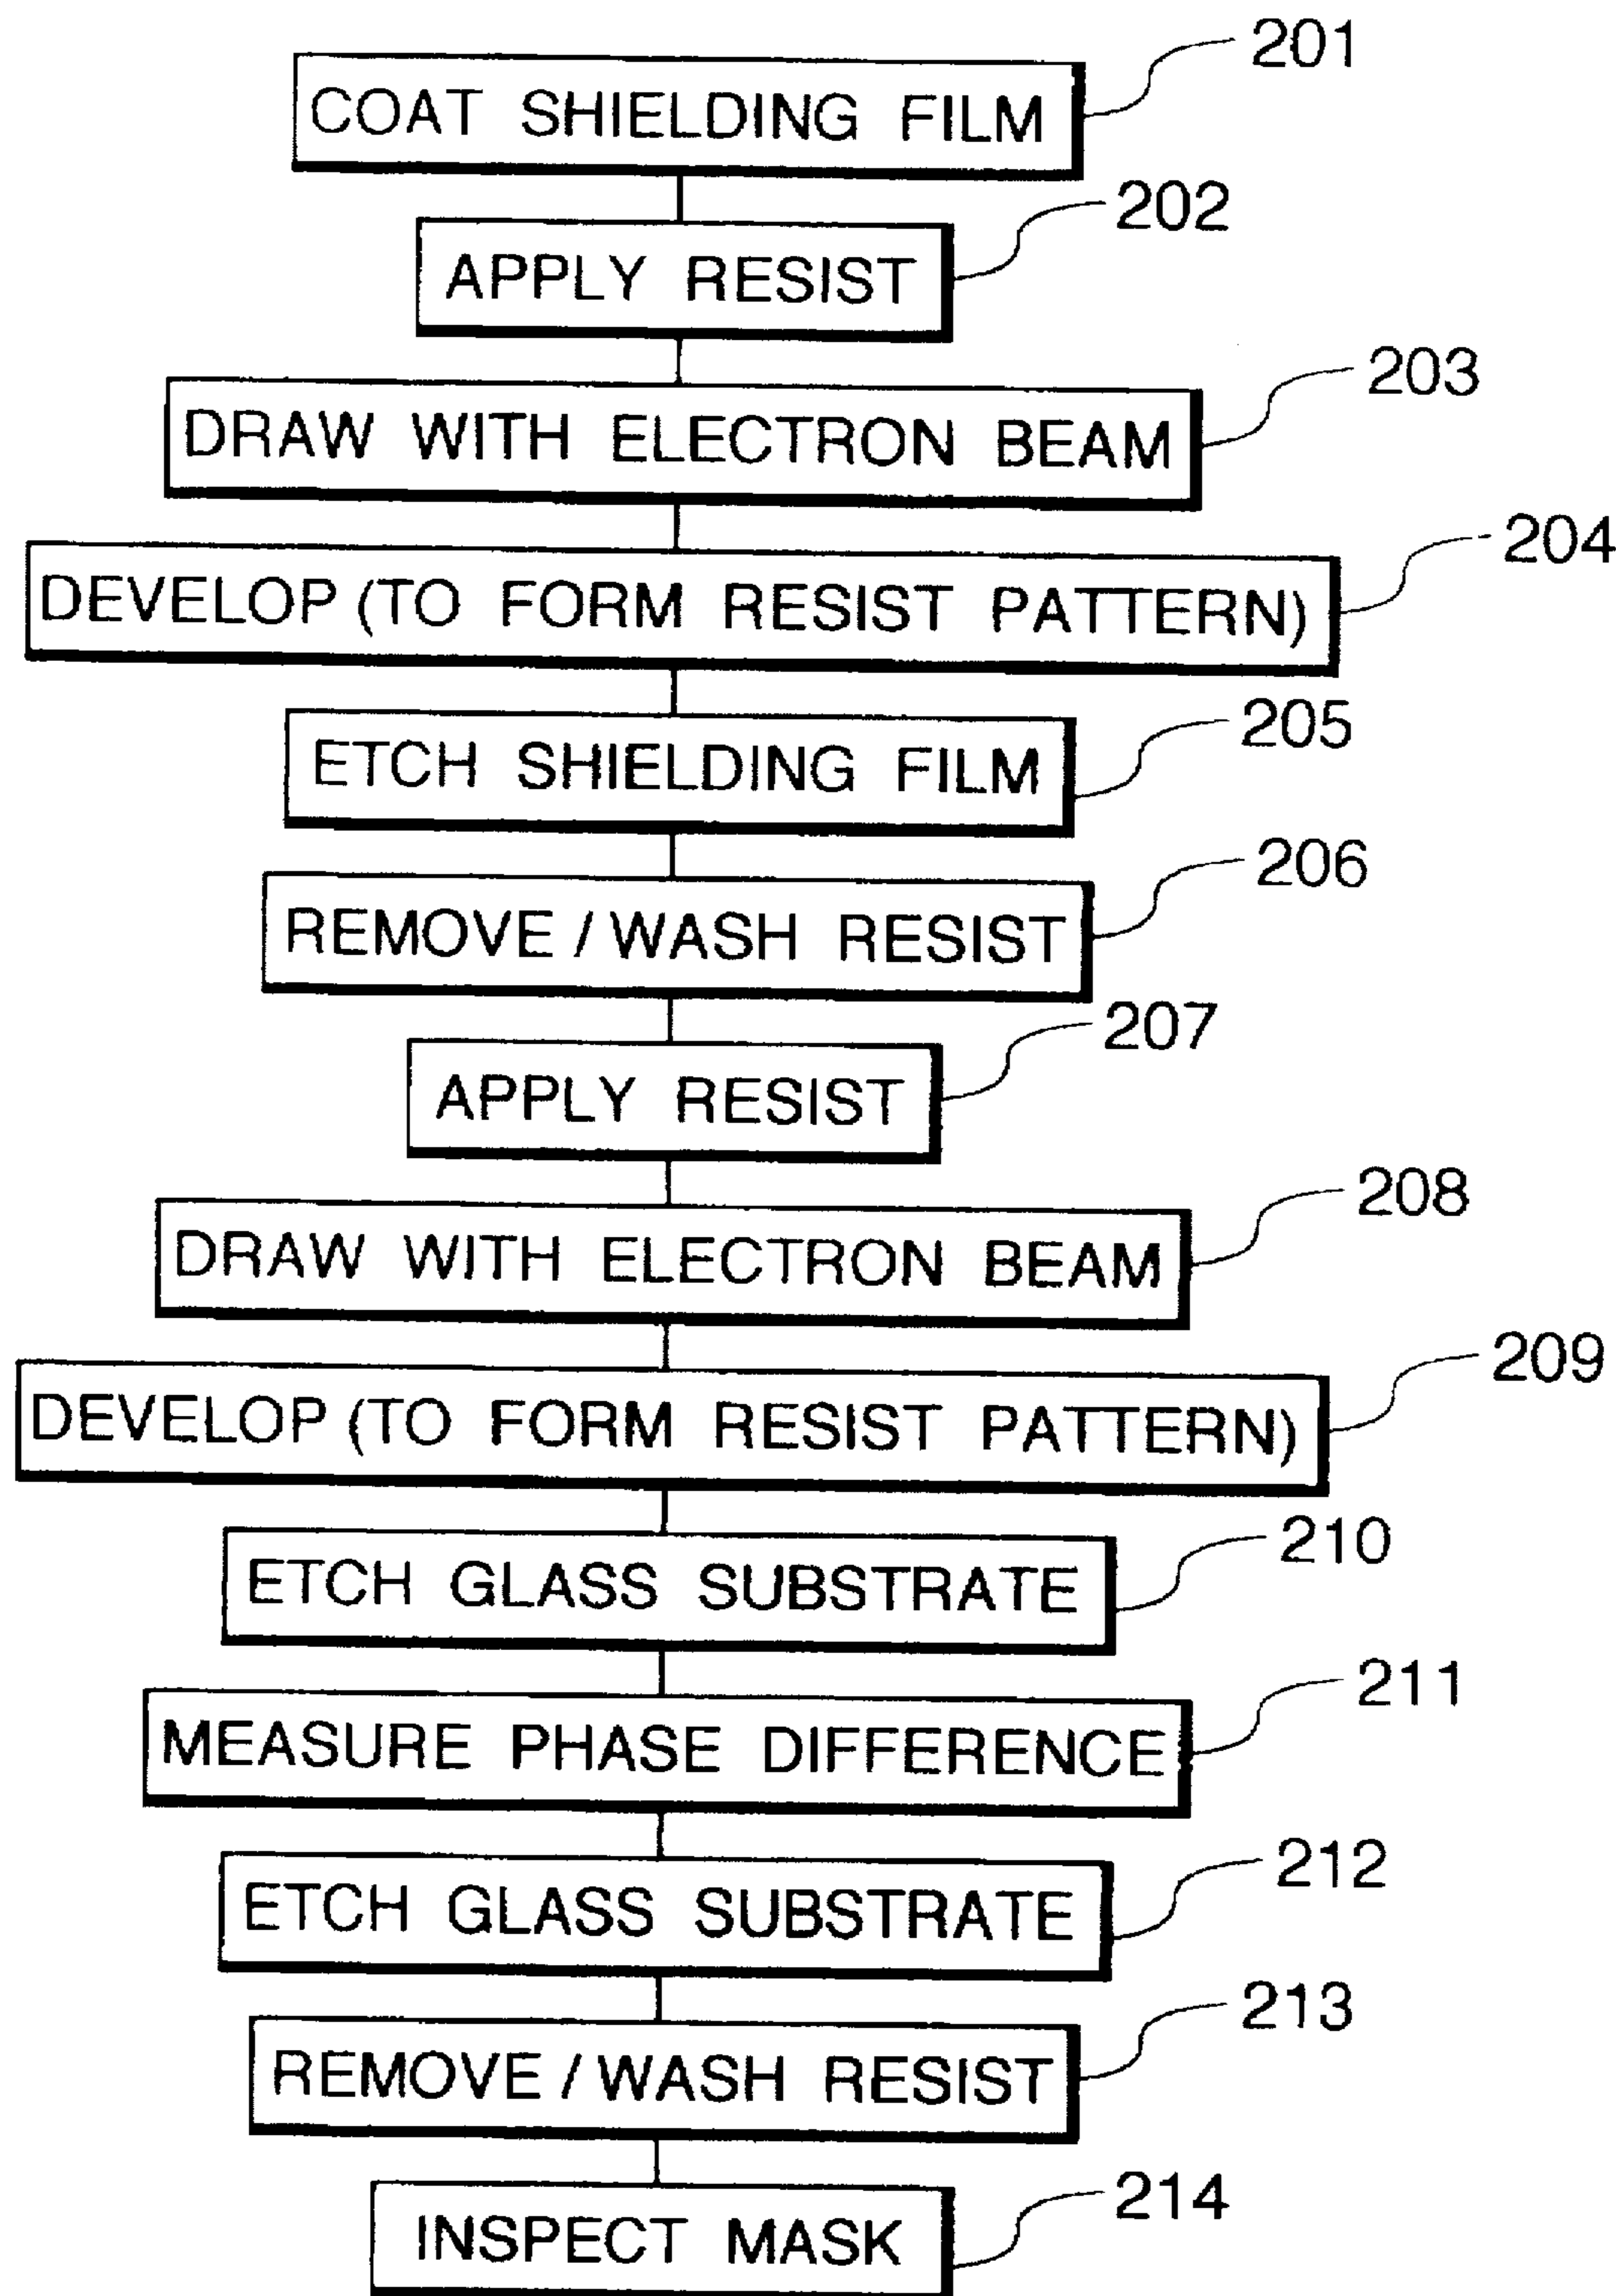 201
COAT SHIELDING FILM
202
APPLY RESIST
203
DRAW WITH ELECTRON BEAM
204
DEVELOP (TO FORM RESIST PATTERN)
205
ETCH SHIELDING FILM
206
REMOVE / WASH RESIST
207
APPLY RESIST
208
DRAW WITH ELECTRON BEAM
209
DEVELOP (TO FORM RESIST PATTERN)
210
ETCH GLASS SUBSTRATE
211
MEASURE PHASE DIFFERENCE
212
ETCH GLASS SUBSTRATE
213
REMOVE / WASH RESIST
214
INSPECT MASK